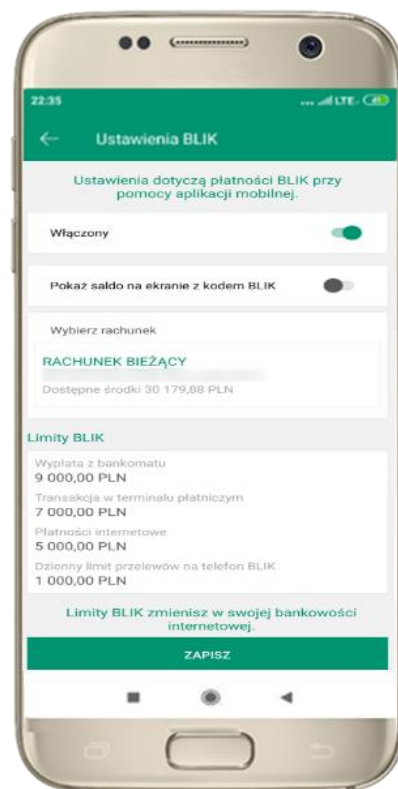 22:35
... LTE
Ustawienia BLIK
Ustawienia dotyczą płatności BLIK przy
pomocy aplikacji mobilnej.
Włączony
Pokaż saldo na ekranie z kodem BLIK
Wybierz rachunek
RACHUNEK BIEŻĄCY
Dostępne środki 30 179,88 PLN
Limity BLIK
Wypłata z bankomatu
9 000,00 PLN
Transakcja w terminalu płatniczym
7 000,00 PLN
Płatności internetowe
5 000,00 PLN
Dzienny limit przelewów na telefon BLIK
1 000,00 PLN
Limity BLIK zmienisz w swojej bankowości
internetowej.
ZAPISZ